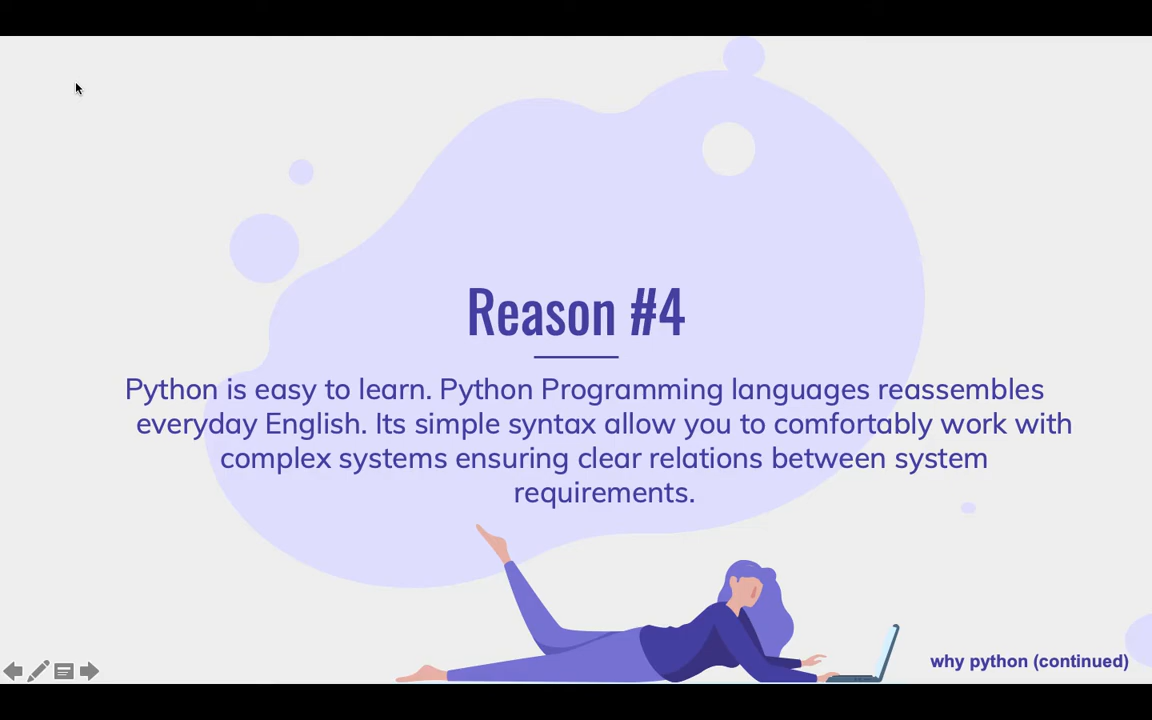 Reason #4
Python is easy to learn. Python Programming languages reassembles
everyday English. Its simple syntax allow you to comfortably work with
complex systems ensuring clear relations between system
requirements.
why python (continued)